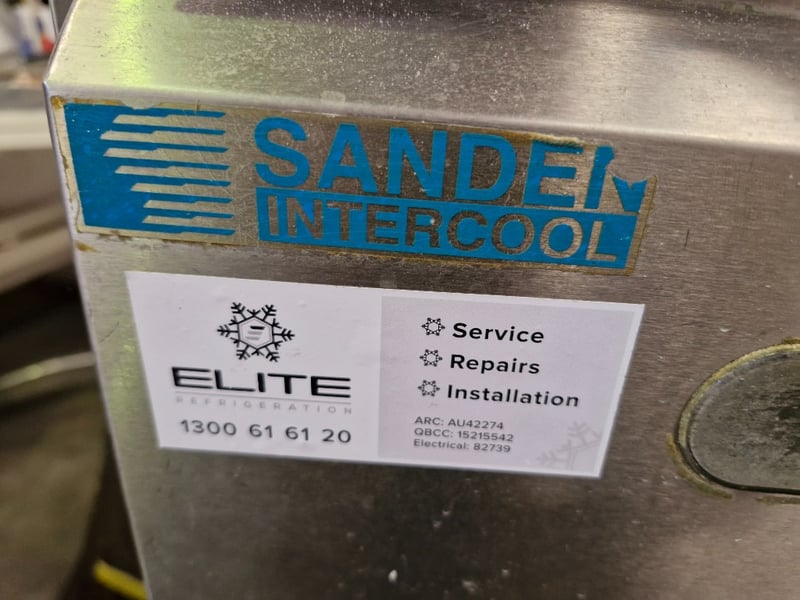 SANDEN
INTERCOOL
ELITE
REFRIGERATION
1300 61 61 20
Service
Repairs
Installation
ARC: AU42274
QBCC: 15215542
Electrical: 82739